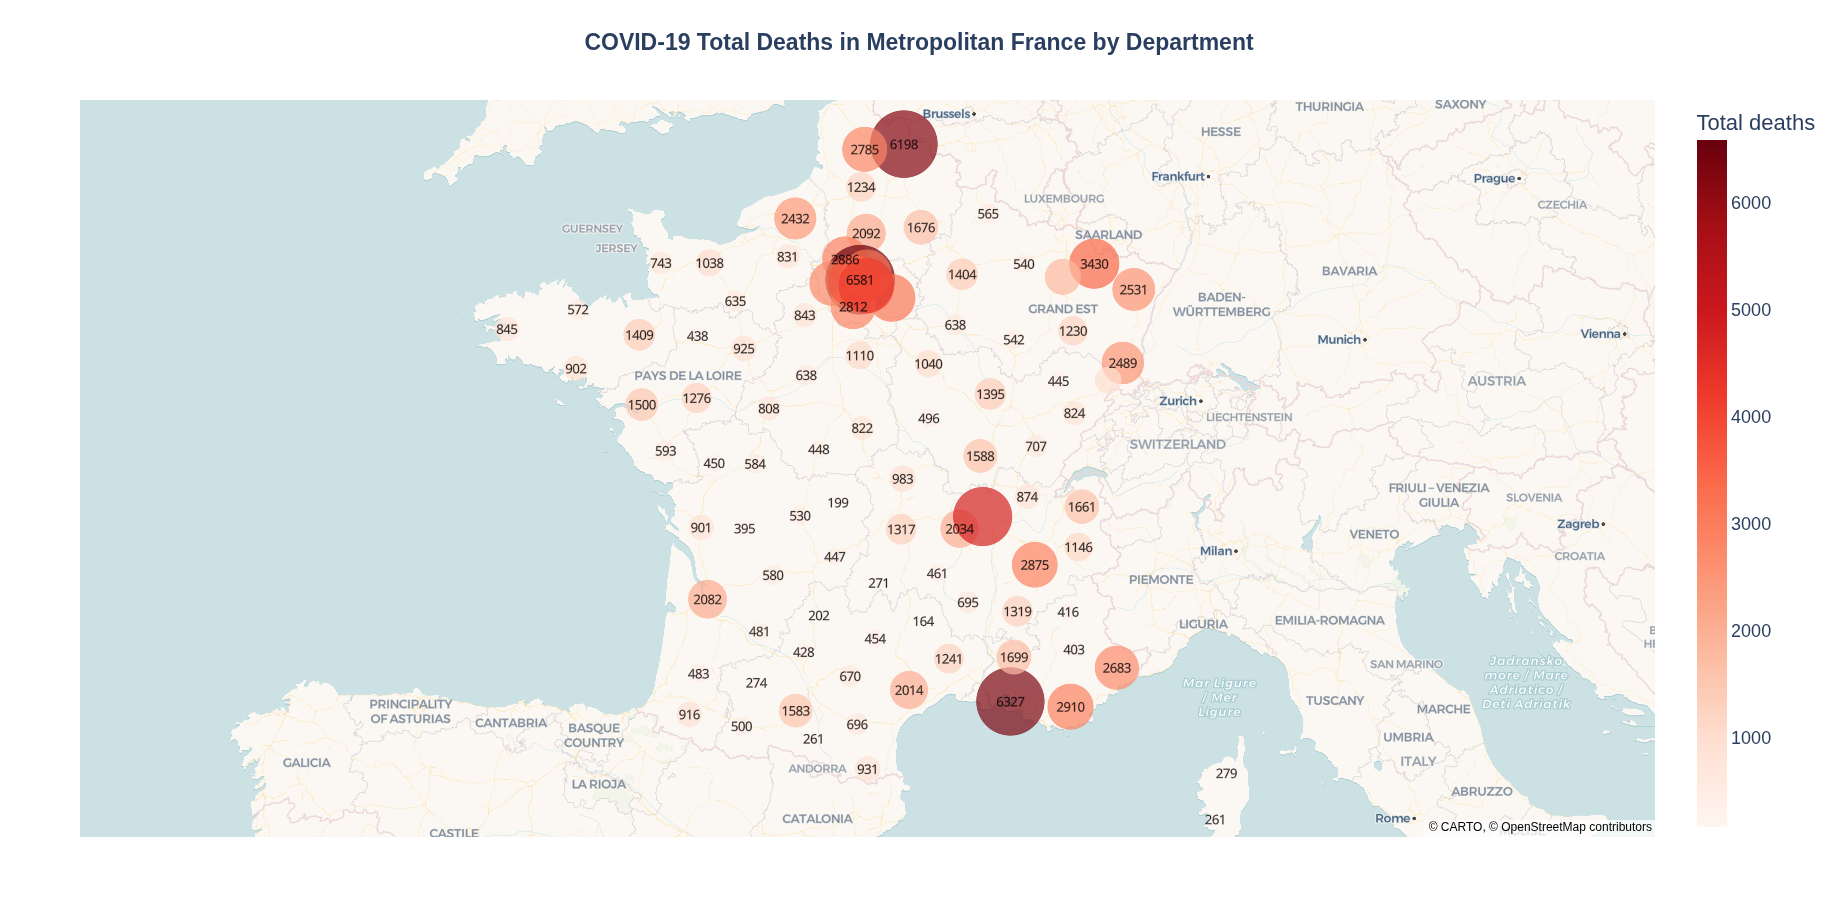 COVID-19 Total Deaths in Metropolitan France by Department
Total deaths
6000
5000
4000
3000
2000
1000
Brussels
THURINGIA
SAXONY
HESSE
Frankfurt
Prague
CZECHIA
LUXEMBOURG
GUERNSEY
JERSEY
SAARLAND
BAVARIA
BADEN-
WÜRTTEMBERG
GRAND EST
Munich
Vienna
AUSTRIA
PAYS DE LA LOIRE
Zurich
LIECHTENSTEIN
SWITZERLAND
FRIULI – VENEZIA
GIULIA
SLOVENIA
Zagreb
VENETO
CROATIA
Milan
PIEMONTE
LIGURIA
EMILIA-ROMAGNA
SAN MARINO
Jadransko
more / Mare
Adriatico /
Deti Adriatik
Mar Ligure
/ Mer
Ligure
TUSCANY
MARCHE
UMBRIA
ITALY
ABRUZZO
Rome
PRINCIPALITY
OF ASTURIAS
CANTABRIA
BASQUE
COUNTRY
GALICIA
LA RIOJA
ANDORRA
CATALONIA
CASTILE
6198
2785
1234
565
2432
1676
2092
831
2886
743
1038
1404
540
3430
6581
2531
635
572
2812
843
638
845
1409
438
542
1230
925
1110
1040
2489
902
638
445
1276
1395
1500
808
824
496
822
593
448
707
450
584
1588
983
874
199
1661
530
901
395
1317
2034
1146
447
2875
580
461
271
2082
695
1319
416
202
164
481
454
428
403
1241
1699
2683
483
670
274
2014
6327
2910
916
1583
500
696
261
931
279
261
© CARTO, © OpenStreetMap contributors